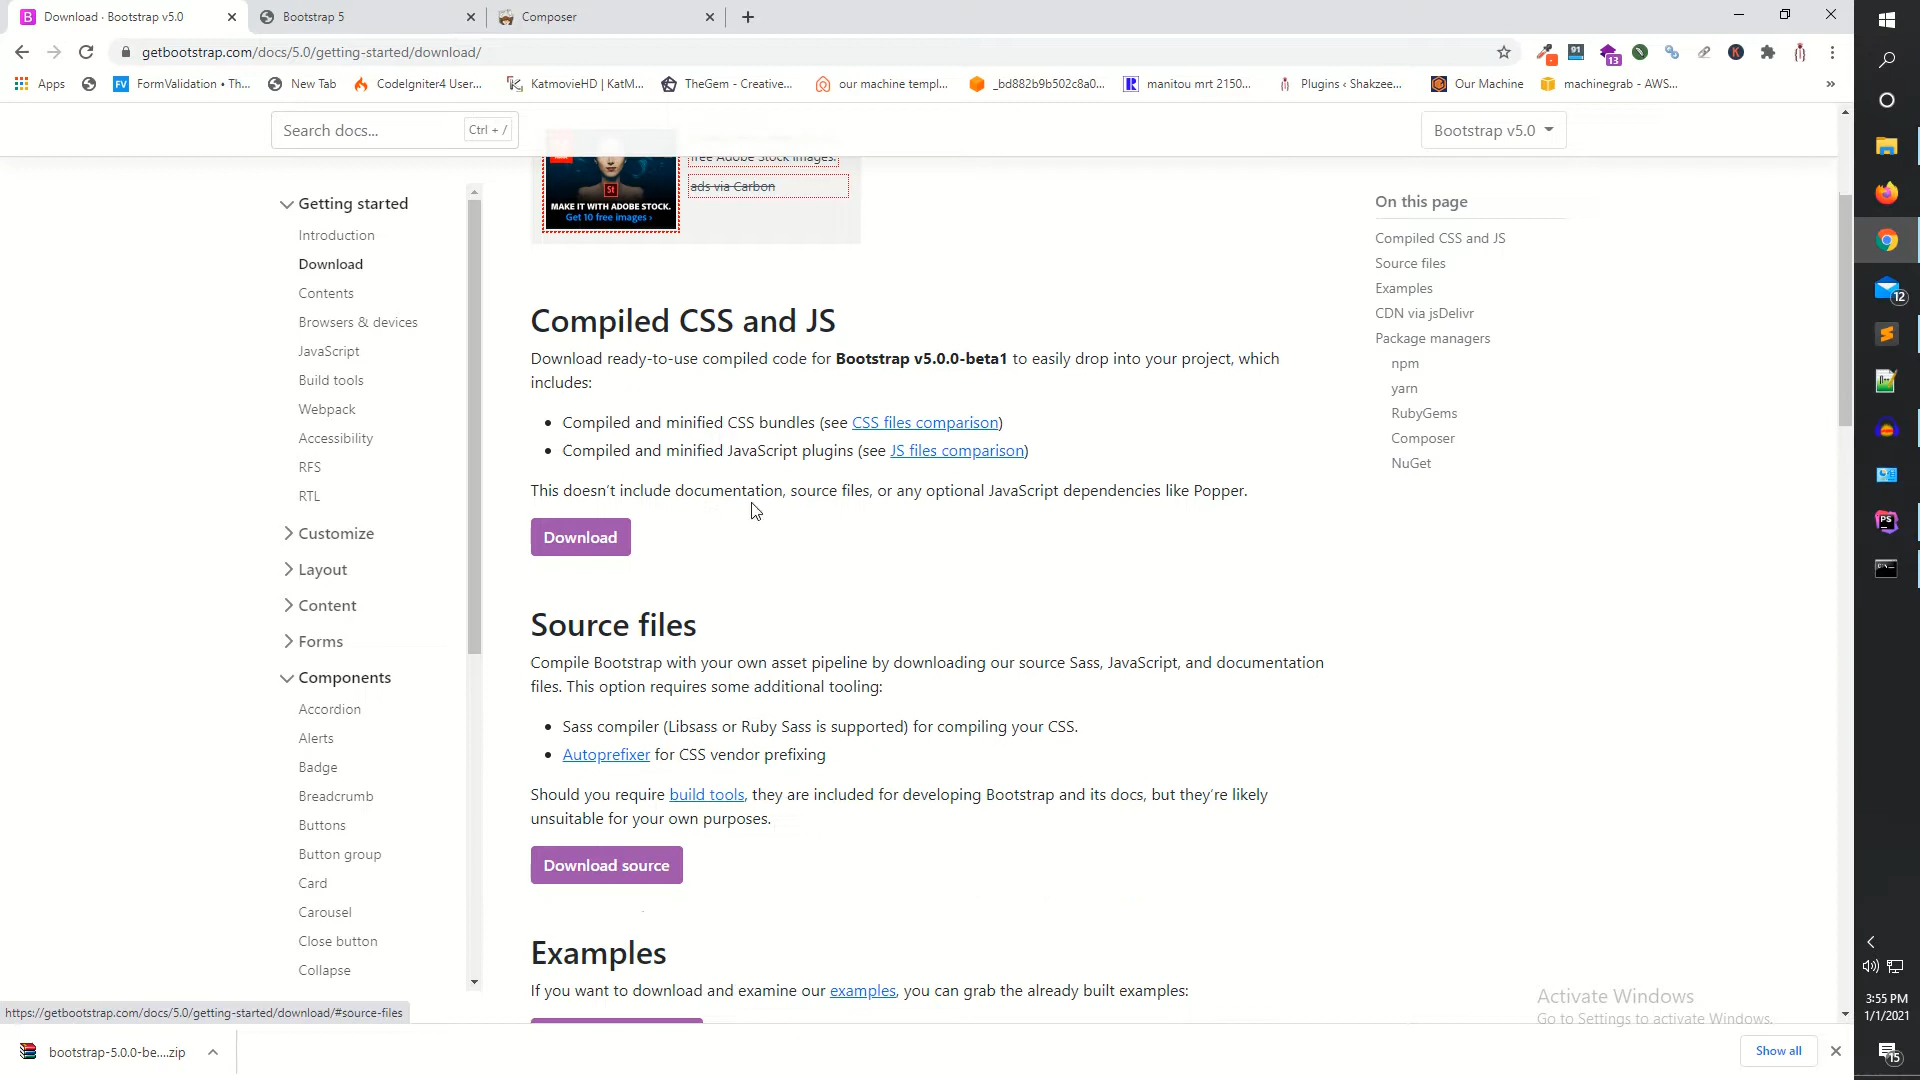 Download · Bootstrap v5.0
Bootstrap 5
Composer
getbootstrap.com/docs/5.0/getting-started/download/
91
13
K
Apps
FV
FormValidation • Th...
New Tab
CodeIgniter4 User...
KatmovieHD | KatM...
TheGem - Creative...
our machine templ...
_bd882b9b502c8a0...
manitou mrt 2150...
Plugins ‹ Shakzee...
Our Machine
machinegrab - AWS...
»
Search docs...
Ctrl + /
Bootstrap v5.0
free Adobe Stock images.
ads via Carbon
St
MAKE IT WITH ADOBE STOCK.
Get 10 free images ›
Getting started
Introduction
Download
Contents
Browsers & devices
JavaScript
Build tools
Webpack
Accessibility
RFS
RTL
Customize
Layout
Content
Forms
Components
Accordion
Alerts
Badge
Breadcrumb
Buttons
Button group
Card
Carousel
Close button
Collapse
Compiled CSS and JS
Download ready-to-use compiled code for Bootstrap v5.0.0-beta1 to easily drop into your project, which
includes:
• Compiled and minified CSS bundles (see CSS files comparison)
• Compiled and minified JavaScript plugins (see JS files comparison)
This doesn’t include documentation, source files, or any optional JavaScript dependencies like Popper.
Download
Source files
Compile Bootstrap with your own asset pipeline by downloading our source Sass, JavaScript, and documentation
files. This option requires some additional tooling:
• Sass compiler (Libsass or Ruby Sass is supported) for compiling your CSS.
• Autoprefixer for CSS vendor prefixing
Should you require build tools, they are included for developing Bootstrap and its docs, but they’re likely
unsuitable for your own purposes.
Download source
Examples
If you want to download and examine our examples, you can grab the already built examples:
On this page
Compiled CSS and JS
Source files
Examples
CDN via jsDelivr
Package managers
npm
yarn
RubyGems
Composer
NuGet
Activate Windows
Go to Settings to activate Windows.
https://getbootstrap.com/docs/5.0/getting-started/download/#source-files
bootstrap-5.0.0-be....zip
Show all
12
PS
3:55 PM
1/1/2021
15